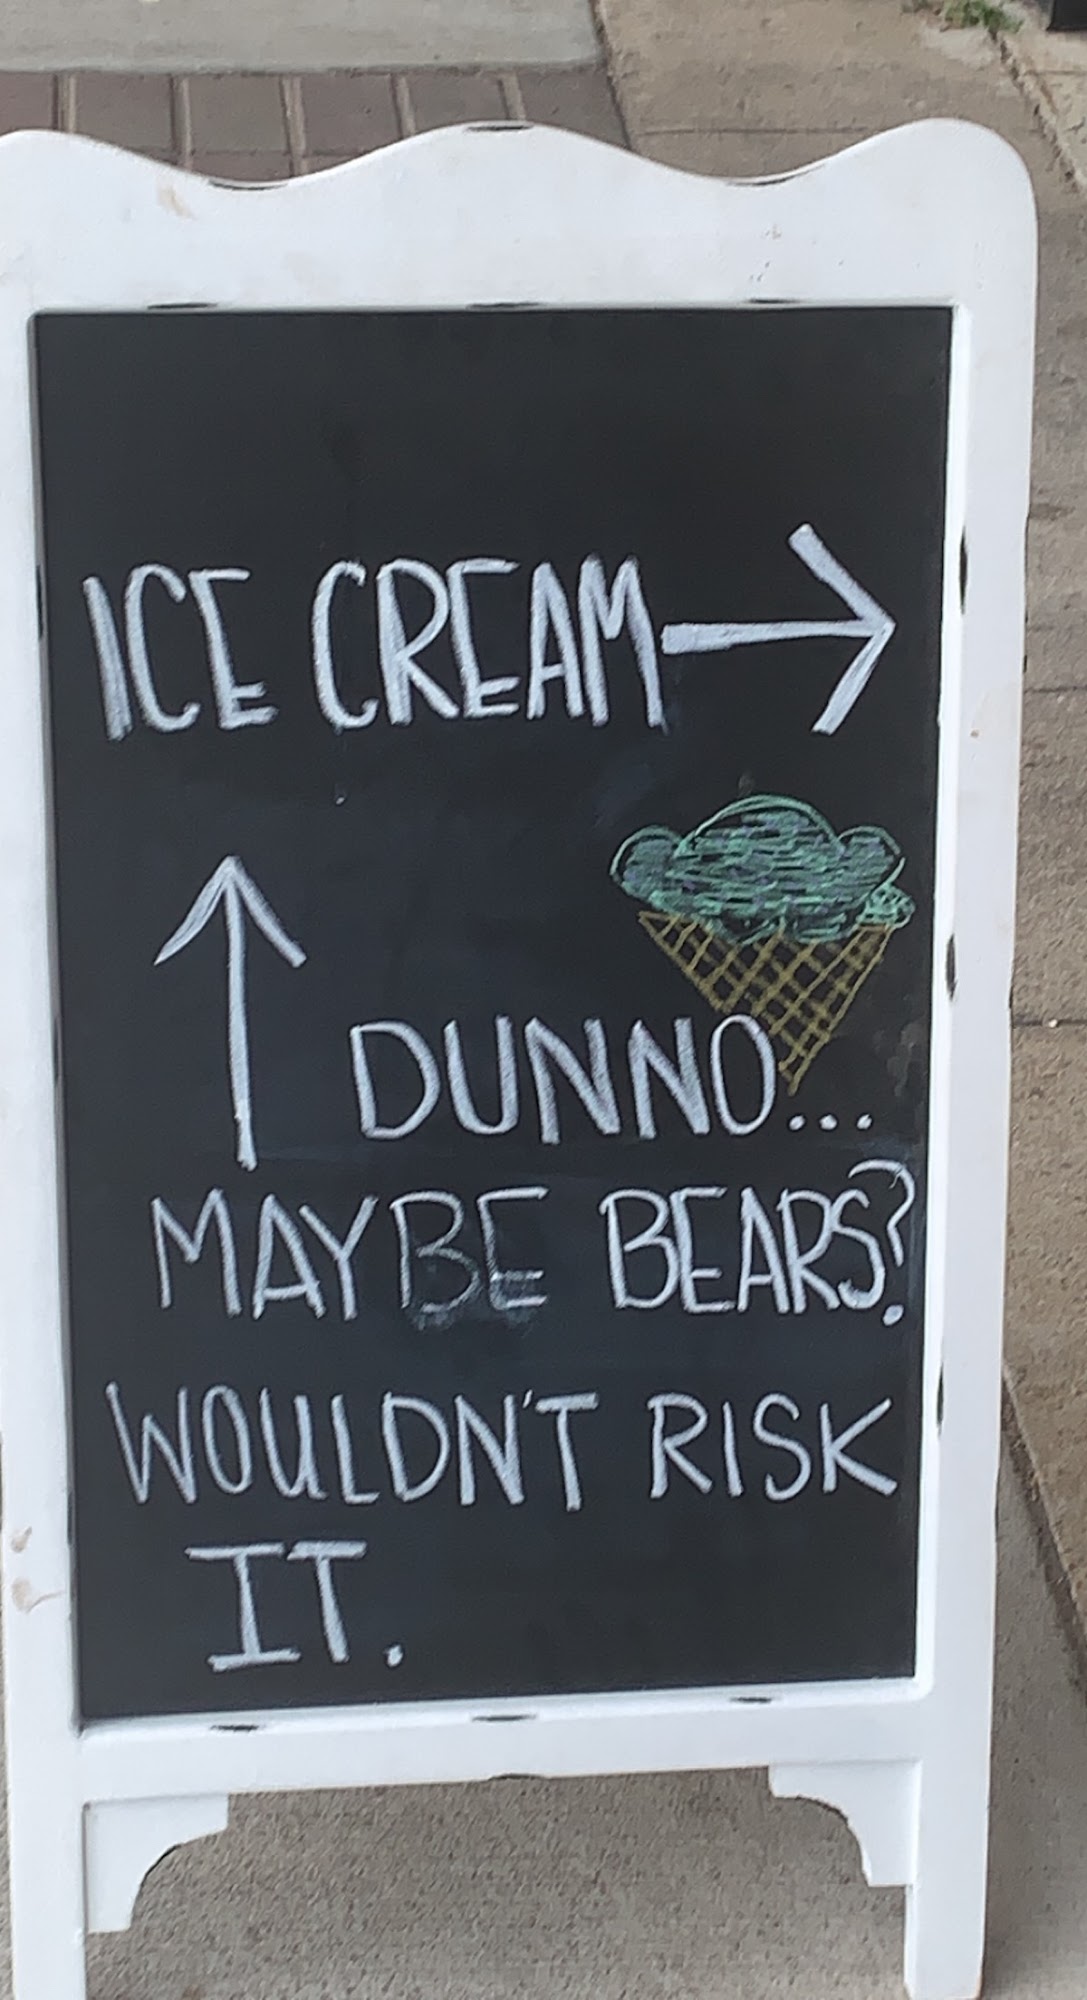 ICE CREAM →
↑ DUNNO...
MAYBE BEARS?
WOULDN'T RISK
IT.